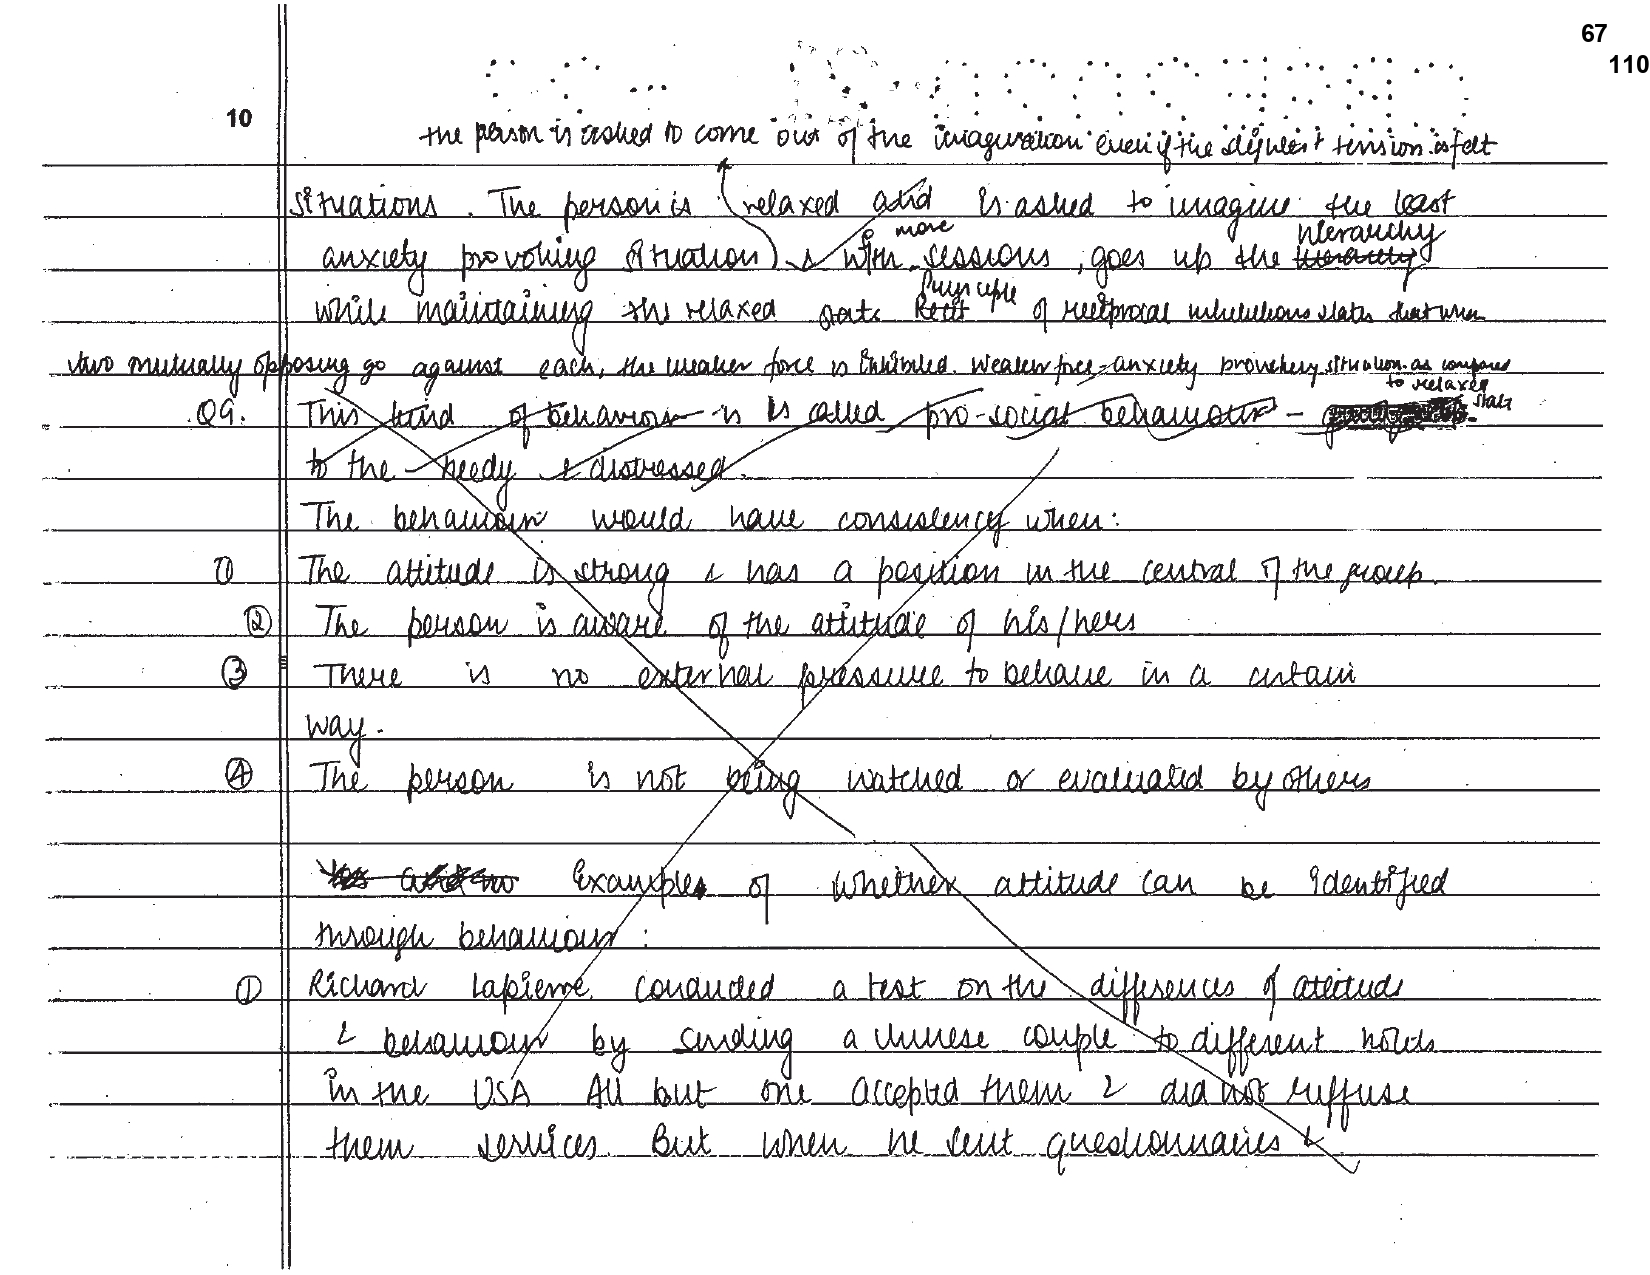 67
110
10
the person is asked to come out of the imagination even if the slightest tension is felt
situations. The person is relaxed and is asked to imagine the least
anxiety provoking situation) & with more sessions, goes up the hierarchy hierarchy
while maintaining the relaxed state Principle of reciprocal inhibitions states that when
two mutually opposing go against each, the weaker force is inhibited. Weaker force = anxiety provoking situation as compared
to relaxed state
Q9. This kind of behaviour is is called pro-social behaviour -
to the needy & distressed.
The behaviour would have consistency when:
1) The attitude is strong & has a position in the central of the group.
② The person is aware of the attitude of his/hers
③ There is no external pressure to behave in a certain
way.
④ The person is not being watched or evaluated by others
Examples of whether attitude can be identified
through behaviour:
① Richard Lapierre conducted a test on the differences of attitude
& behaviour by sending a chinese couple to different hotels
in the USA All but one accepted them & did not reffuse
them services. But when he sent questionnaries &